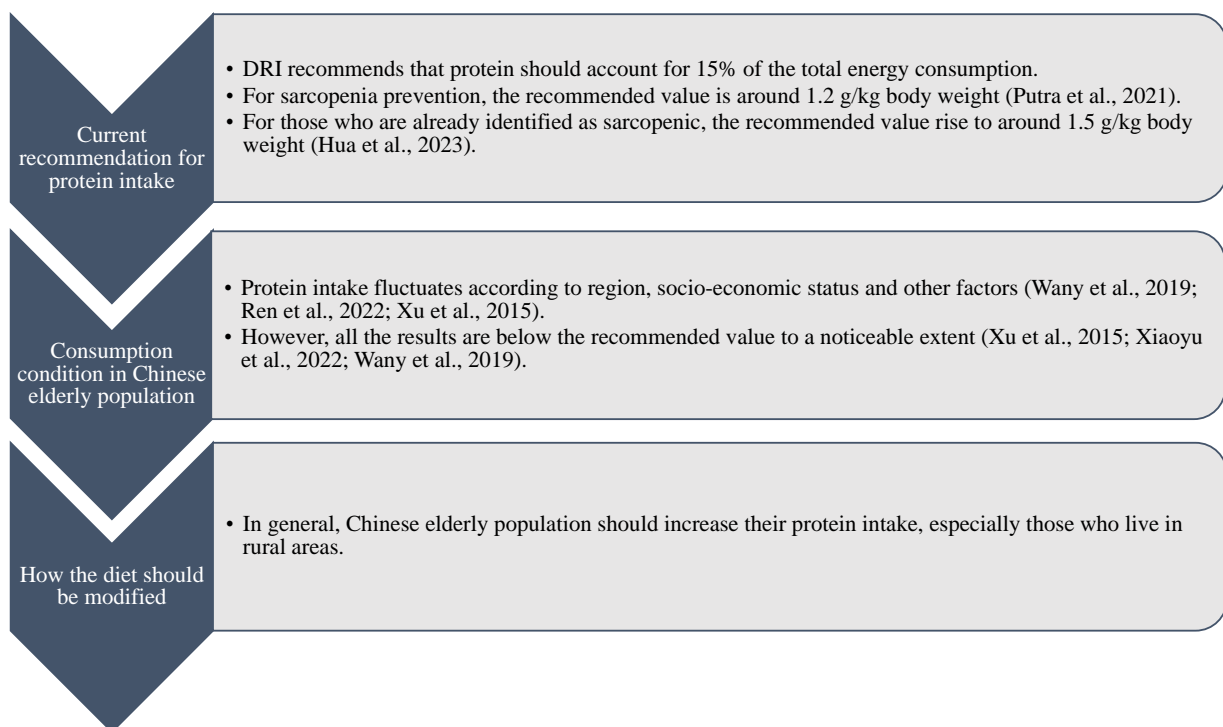 Current
recommendation for
protein intake
• DRI recommends that protein should account for 15% of the total energy consumption.
• For sarcopenia prevention, the recommended value is around 1.2 g/kg body weight (Putra et al., 2021).
• For those who are already identified as sarcopenic, the recommended value rise to around 1.5 g/kg body
weight (Hua et al., 2023).
Consumption
condition in Chinese
elderly population
• Protein intake fluctuates according to region, socio-economic status and other factors (Wany et al., 2019;
Ren et al., 2022; Xu et al., 2015).
• However, all the results are below the recommended value to a noticeable extent (Xu et al., 2015; Xiaoyu
et al., 2022; Wany et al., 2019).
How the diet should
be modified
• In general, Chinese elderly population should increase their protein intake, especially those who live in
rural areas.